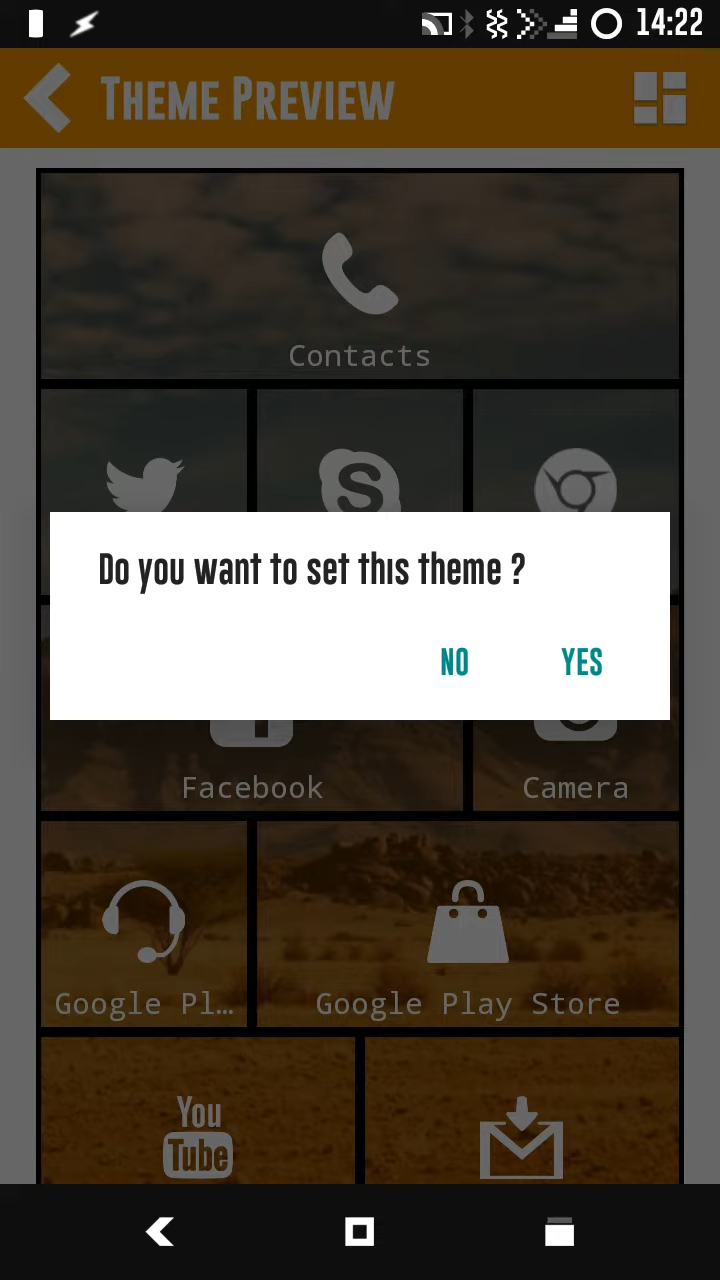 14:22
THEME PREVIEW
Contacts
S
Do you want to set this theme ?
NO
YES
Facebook
Camera
Google Pl…
Google Play Store
You
Tube